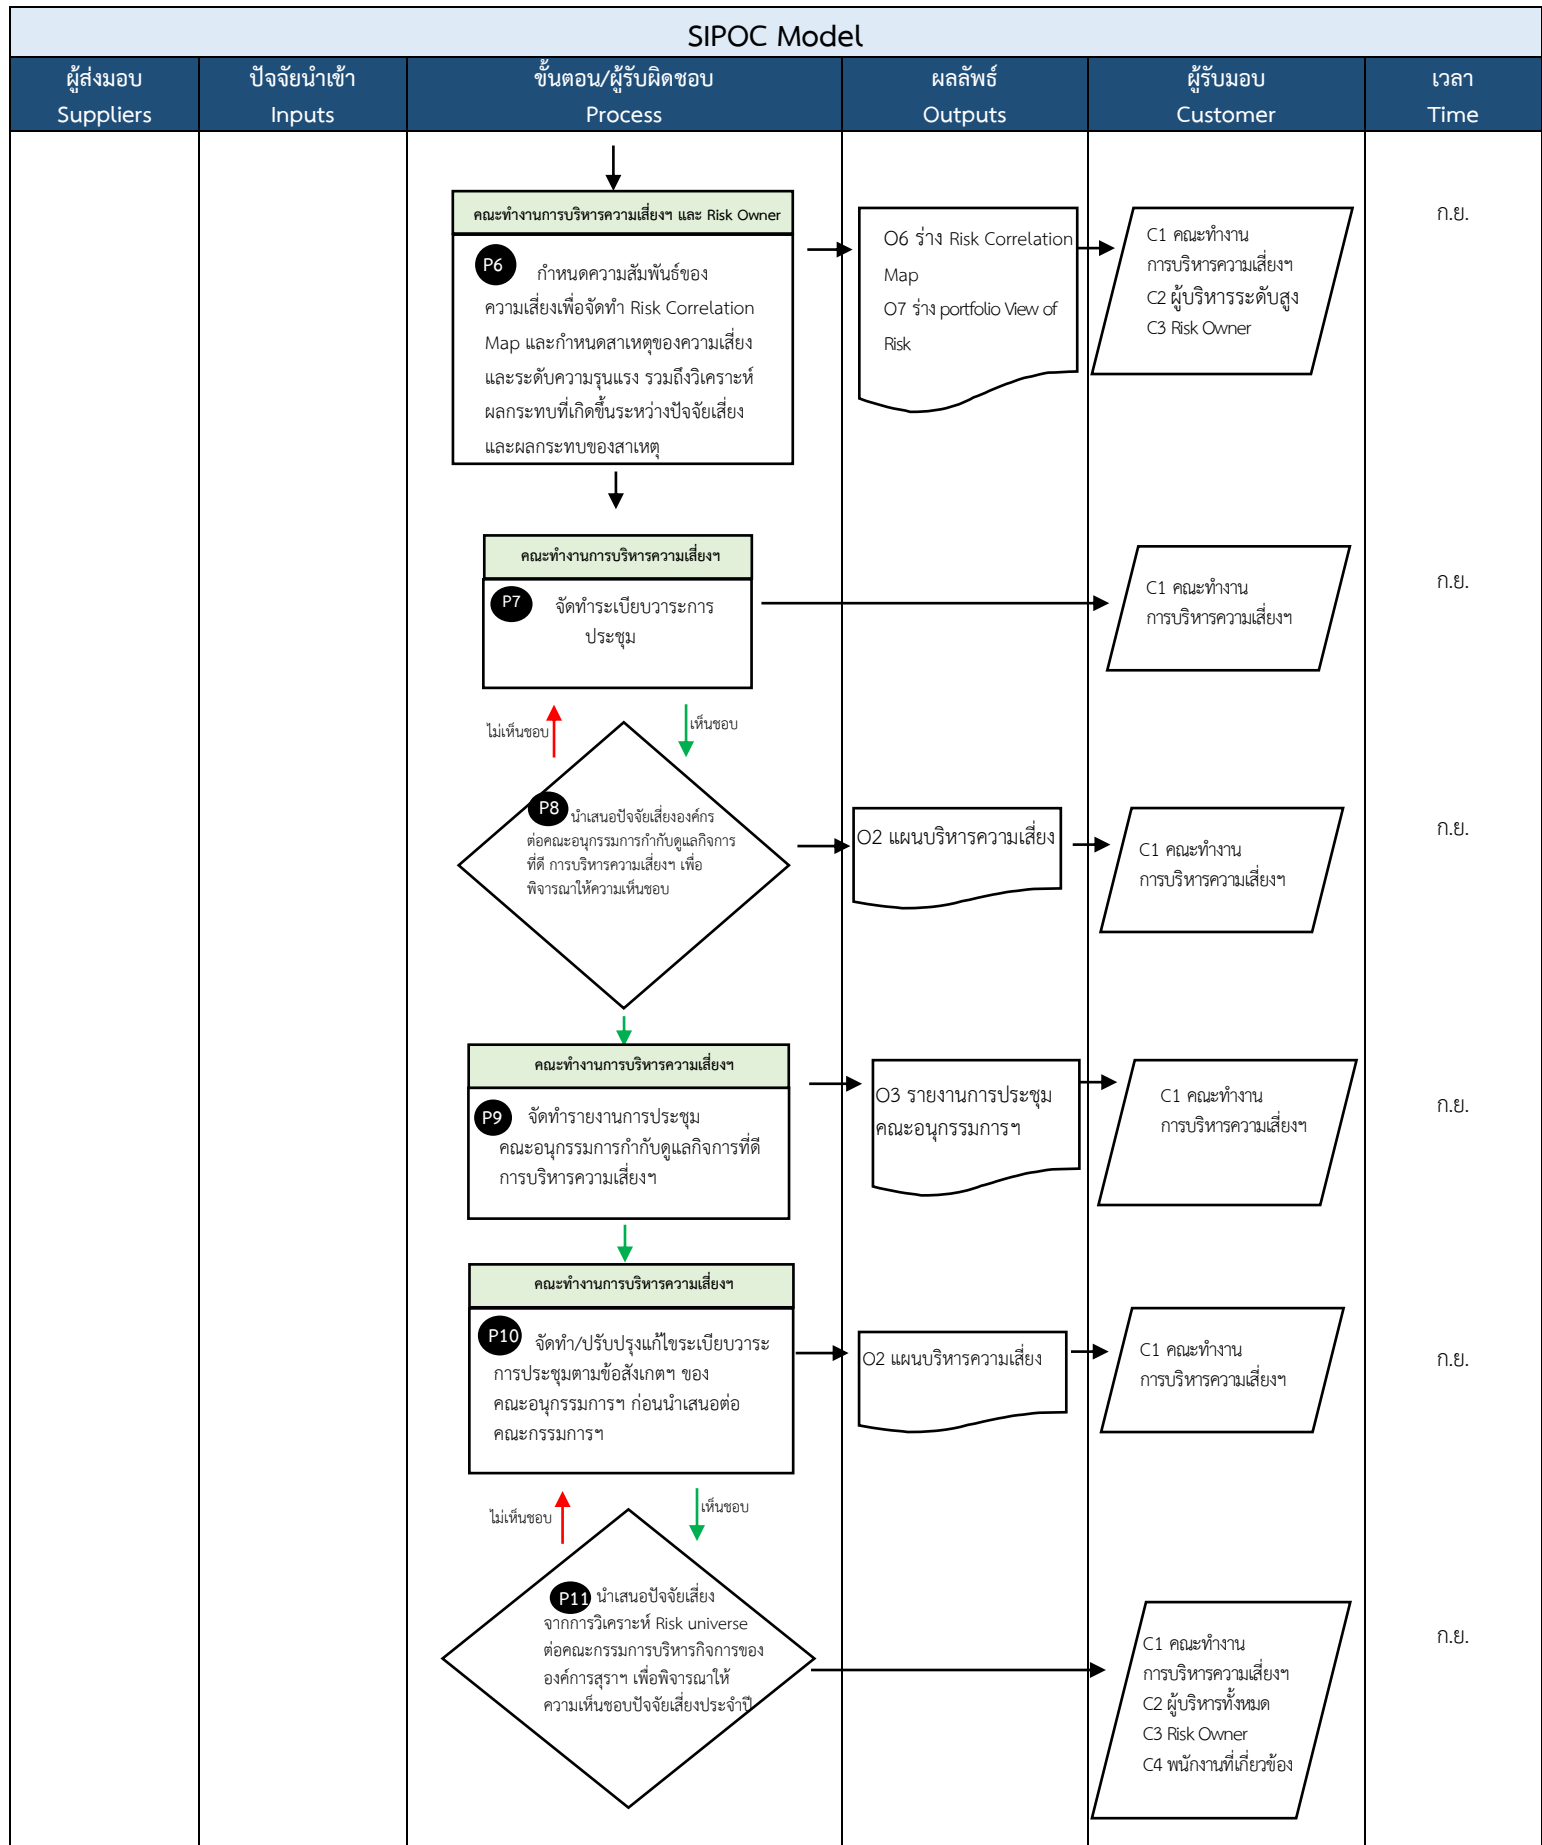 SIPOC Model
ผู้ส่งมอบ
Suppliers
ปัจจัยนำเข้า
Inputs
ขั้นตอน/ผู้รับผิดชอบ
Process
ผลลัพธ์
Outputs
ผู้รับมอบ
Customer
เวลา
Time
คณะทำงานการบริหารความเสี่ยงฯ และ Risk Owner
P6 กำหนดความสัมพันธ์ของ
ความเสี่ยงเพื่อจัดทำ Risk Correlation
Map และกำหนดสาเหตุของความเสี่ยง
และระดับความรุนแรง รวมถึงวิเคราะห์
ผลกระทบที่เกิดขึ้นระหว่างปัจจัยเสี่ยง
และผลกระทบของสาเหตุ
O6 ร่าง Risk Correlation
Map
O7 ร่าง portfolio View of
Risk
C1 คณะทำงาน
การบริหารความเสี่ยงฯ
C2 ผู้บริหารระดับสูง
C3 Risk Owner
ก.ย.
คณะทำงานการบริหารความเสี่ยงฯ
P7 จัดทำระเบียบวาระการ
ประชุม
C1 คณะทำงาน
การบริหารความเสี่ยงฯ
ก.ย.
ไม่เห็นชอบ
เห็นชอบ
P8 นำเสนอปัจจัยเสี่ยงองค์กร
ต่อคณะอนุกรรมการกำกับดูแลกิจการ
ที่ดี การบริหารความเสี่ยงฯ เพื่อ
พิจารณาให้ความเห็นชอบ
O2 แผนบริหารความเสี่ยง
C1 คณะทำงาน
การบริหารความเสี่ยงฯ
ก.ย.
คณะทำงานการบริหารความเสี่ยงฯ
P9 จัดทำรายงานการประชุม
คณะอนุกรรมการกำกับดูแลกิจการที่ดี
การบริหารความเสี่ยงฯ
O3 รายงานการประชุม
คณะอนุกรรมการฯ
C1 คณะทำงาน
การบริหารความเสี่ยงฯ
ก.ย.
คณะทำงานการบริหารความเสี่ยงฯ
P10 จัดทำ/ปรับปรุงแก้ไขระเบียบวาระ
การประชุมตามข้อสังเกตฯ ของ
คณะอนุกรรมการฯ ก่อนนำเสนอต่อ
คณะกรรมการฯ
O2 แผนบริหารความเสี่ยง
C1 คณะทำงาน
การบริหารความเสี่ยงฯ
ก.ย.
ไม่เห็นชอบ
เห็นชอบ
P11 นำเสนอปัจจัยเสี่ยง
จากการวิเคราะห์ Risk universe
ต่อคณะกรรมการบริหารกิจการของ
องค์การสุราฯ เพื่อพิจารณาให้
ความเห็นชอบปัจจัยเสี่ยงประจำปี
C1 คณะทำงาน
การบริหารความเสี่ยงฯ
C2 ผู้บริหารทั้งหมด
C3 Risk Owner
C4 พนักงานที่เกี่ยวข้อง
ก.ย.